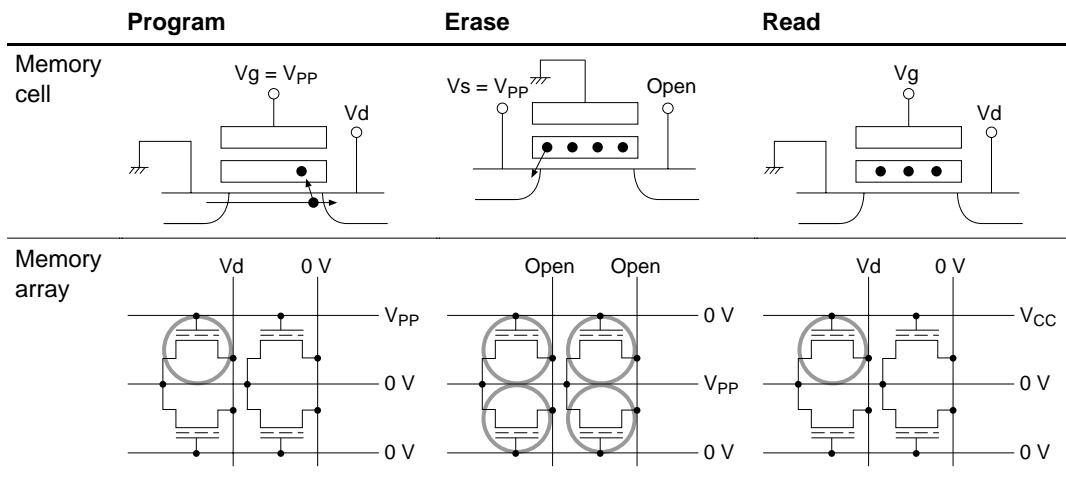 Program Erase Read
Memory cell
Vg = VPP
Vd
Vs = VPP
Open
Vg
Vd
Memory array
Vd 0 V
VPP
0 V
0 V
Open Open
0 V
VPP
0 V
Vd 0 V
VCC
0 V
0 V